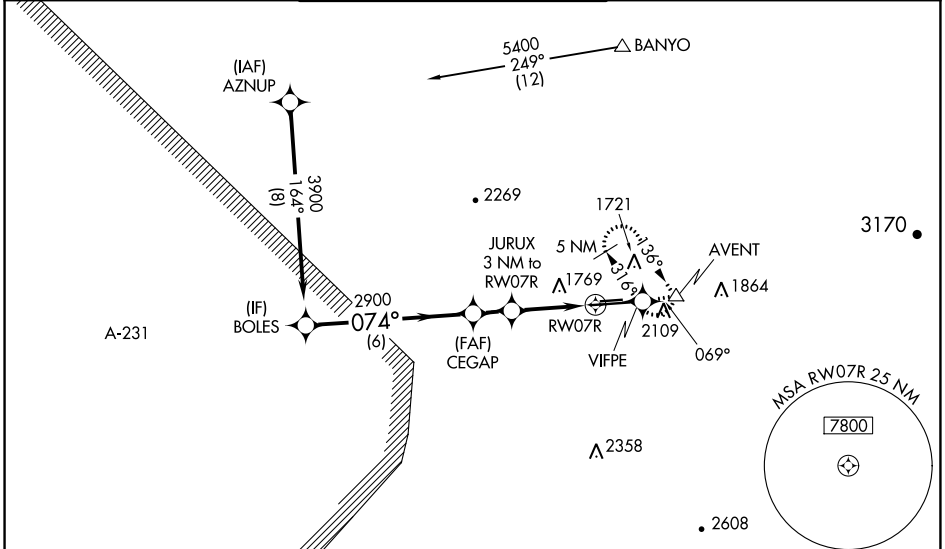 5400
249°
(12)
BANYO
(IAF)
AZNUP
3900
164°
(8)
2269
1721
3170
JURUX
3 NM to
RW07R
5 NM
136°
316°
AVENT
1769
1864
(IF)
BOLES
2900
074°
(6)
A-231
(FAF)
CEGAP
RW07R
VIFPE
2109
069°
MSA RW07R 25 NM
7800
2358
2608